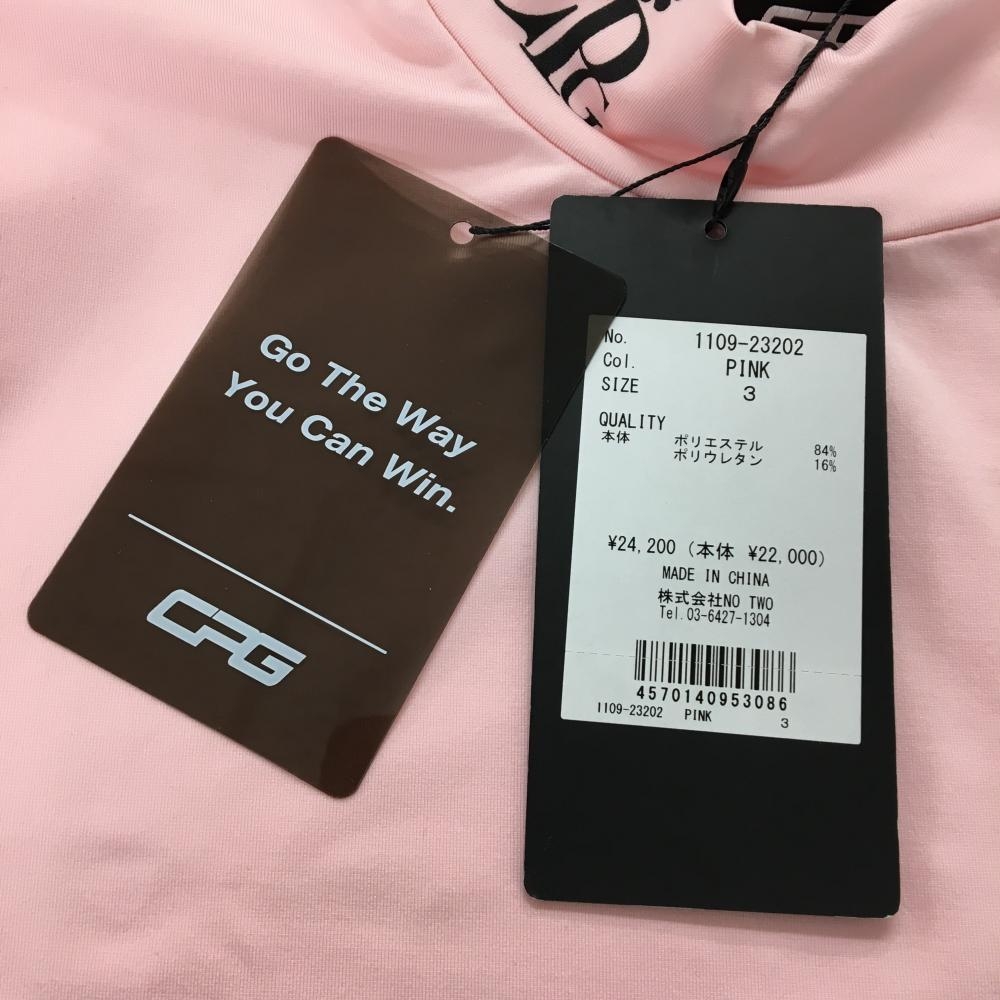 CPG
CPG
Go The Way
You Can Win.
CPG
No. 1109-23202
Col. PINK
SIZE 3
QUALITY
本体 ポリエステル 84%
ポリウレタン 16%
¥24,200 (本体 ¥22,000)
MADE IN CHINA
株式会社NO TWO
Tel.03-6427-1304
4570140953086
1109-23202 PINK 3